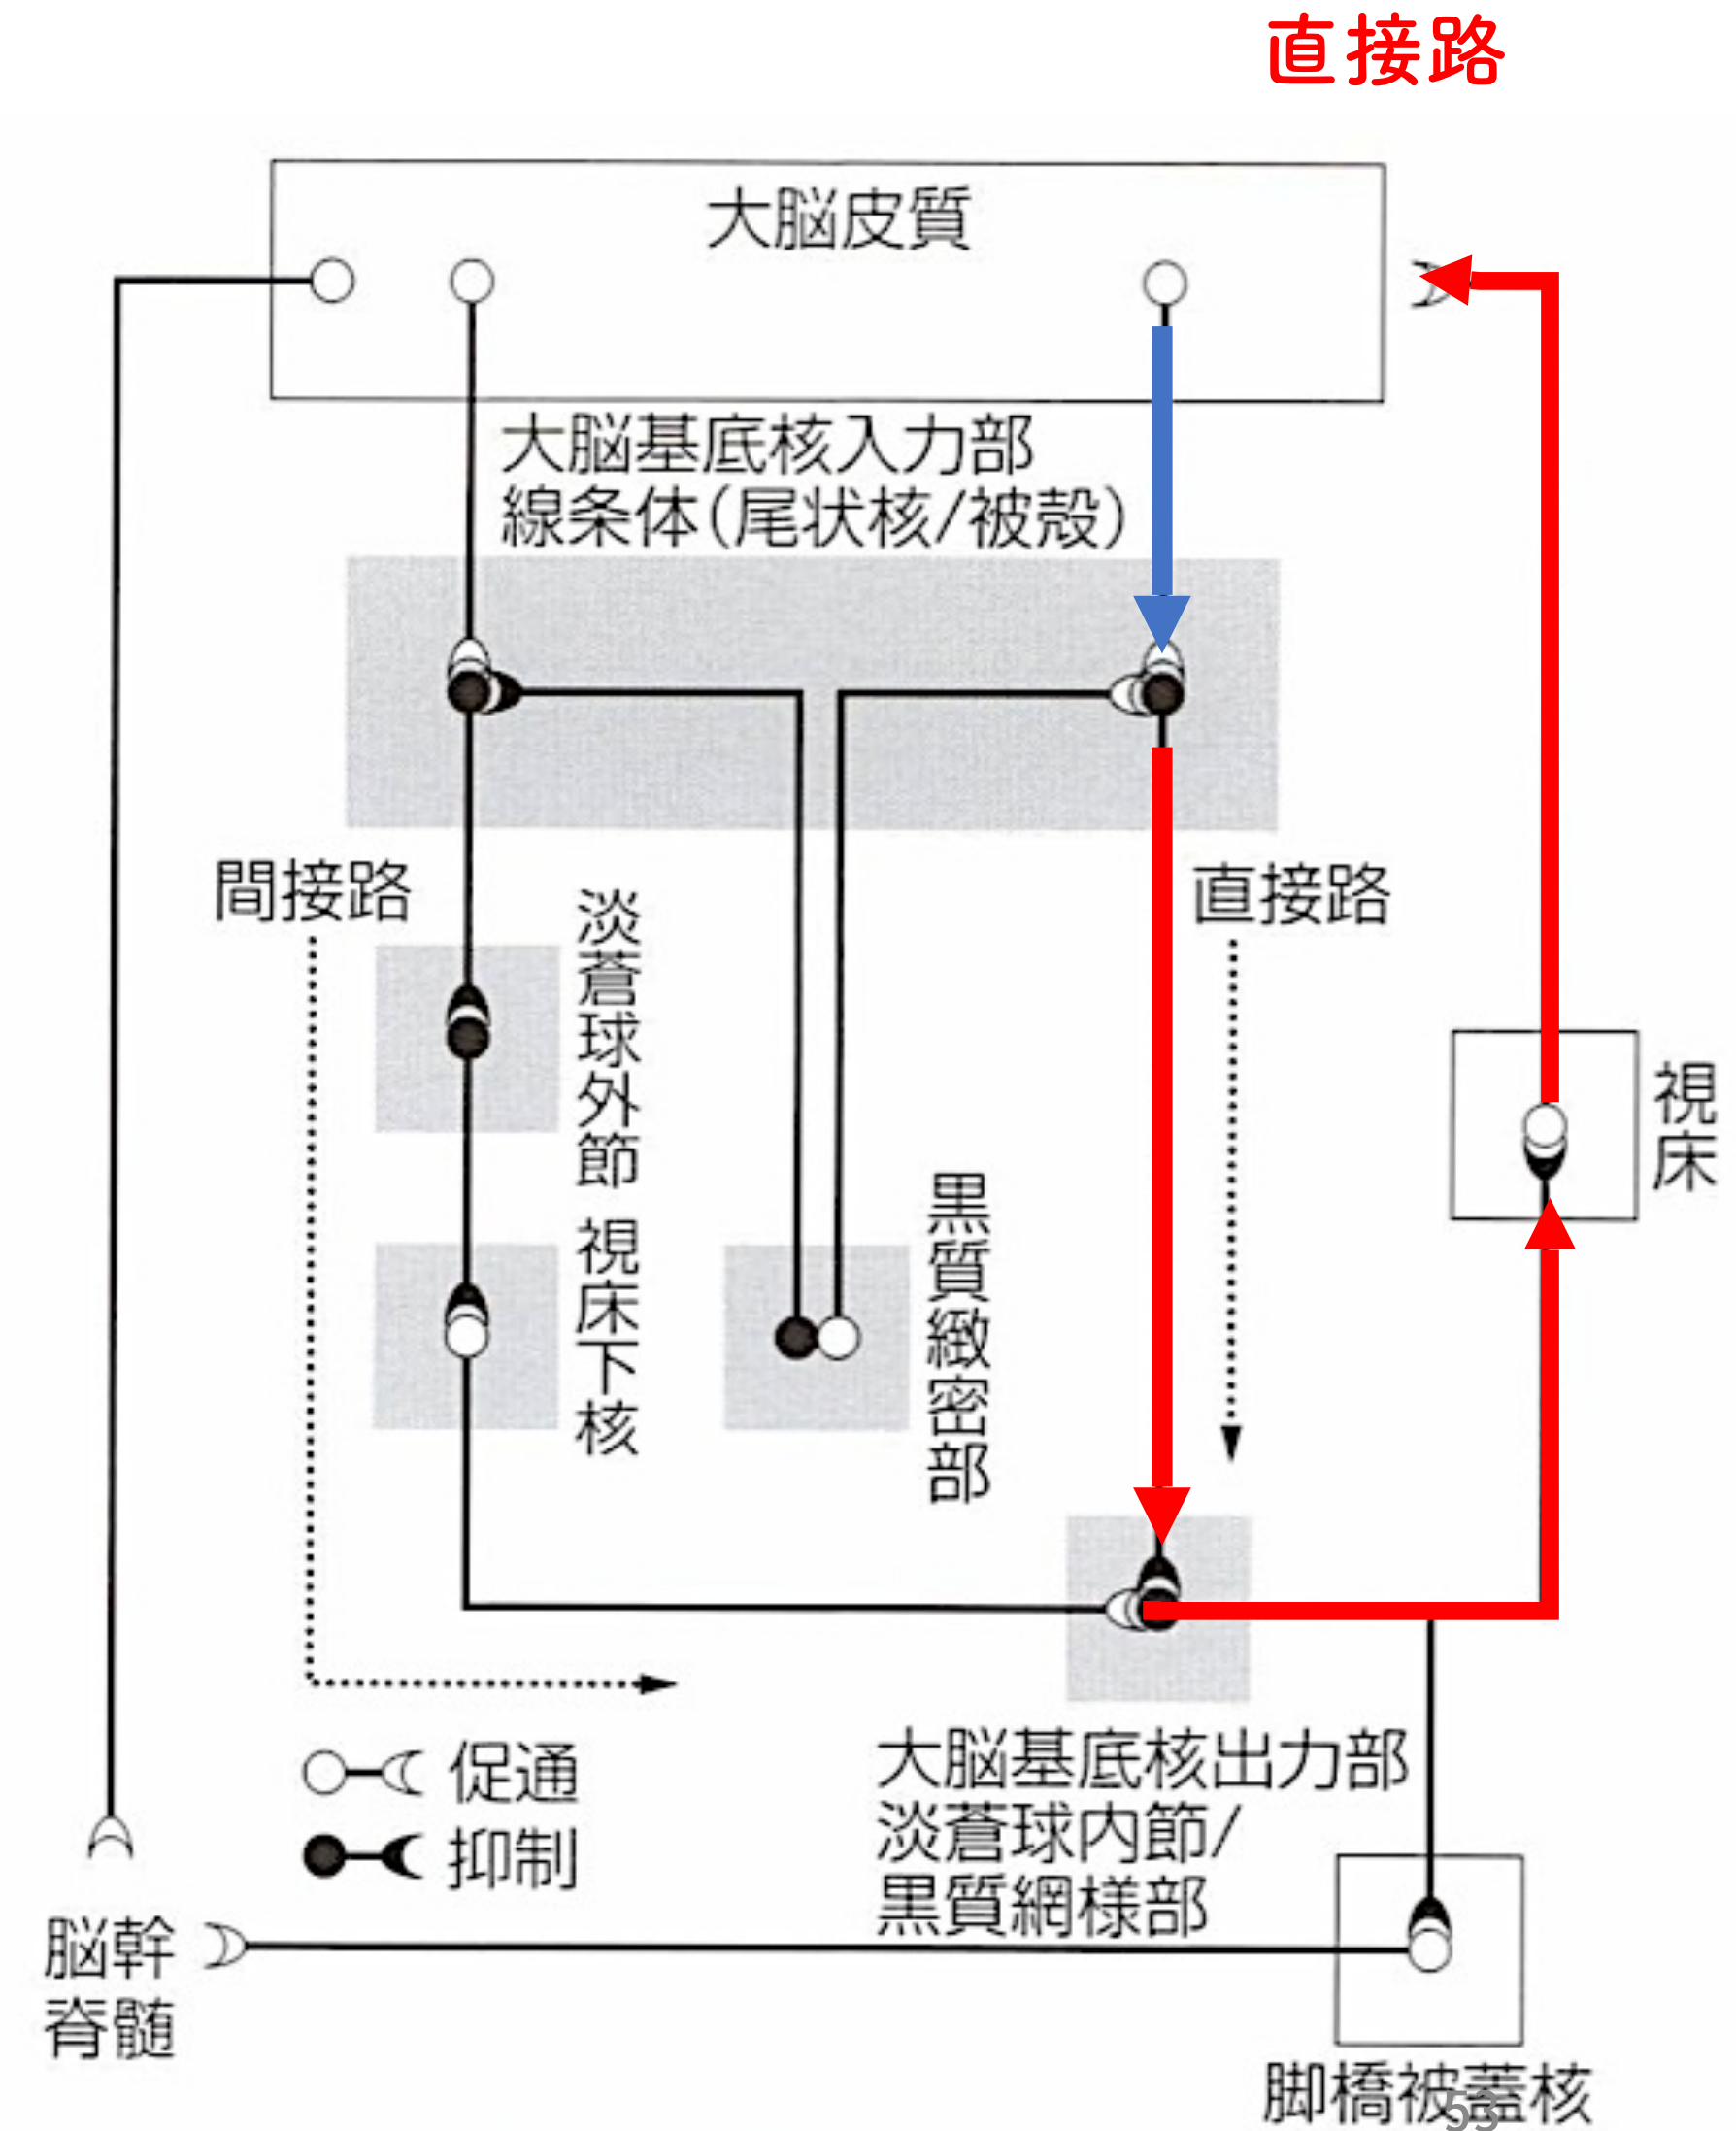 直接路
大脳皮質
大脳基底核入力部
線条体(尾状核/被殻)
間接路
淡蒼球外節
直接路
視床
視床下核
黒質緻密部
促通
抑制
大脳基底核出力部
淡蒼球内節/
黒質網様部
脳幹
脊髄
脚橋被蓋核
53